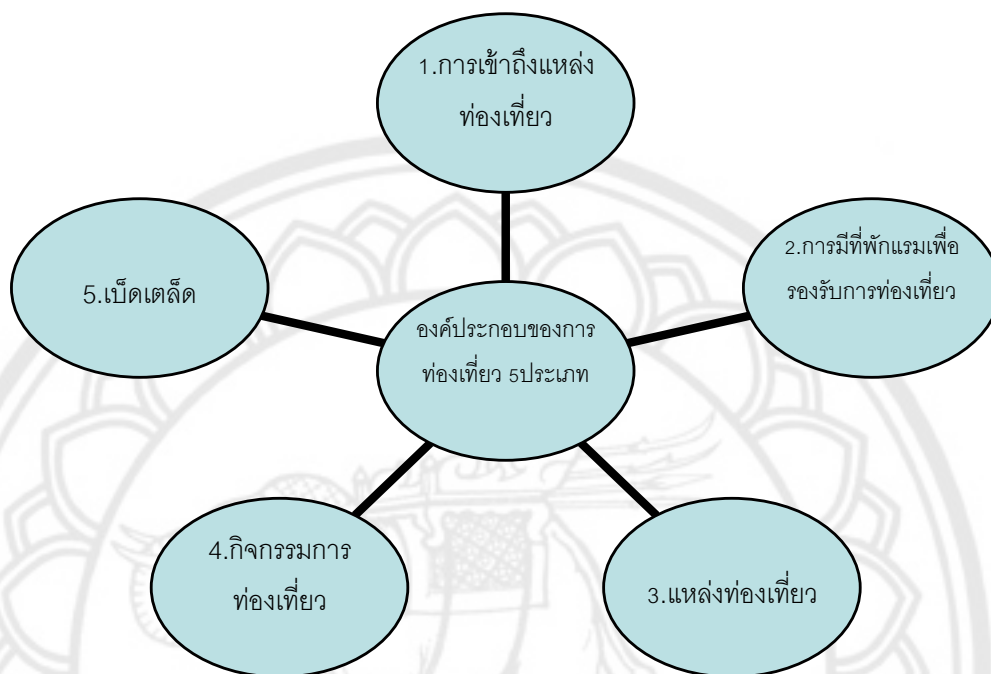 1.การเข้าถึงแหล่ง
ท่องเที่ยว
2.การมีที่พักแรมเพื่อ
รองรับการท่องเที่ยว
3.แหล่งท่องเที่ยว
4.กิจกรรมการ
ท่องเที่ยว
5.เบ็ดเตล็ด
องค์ประกอบของการ
ท่องเที่ยว 5ประเภท